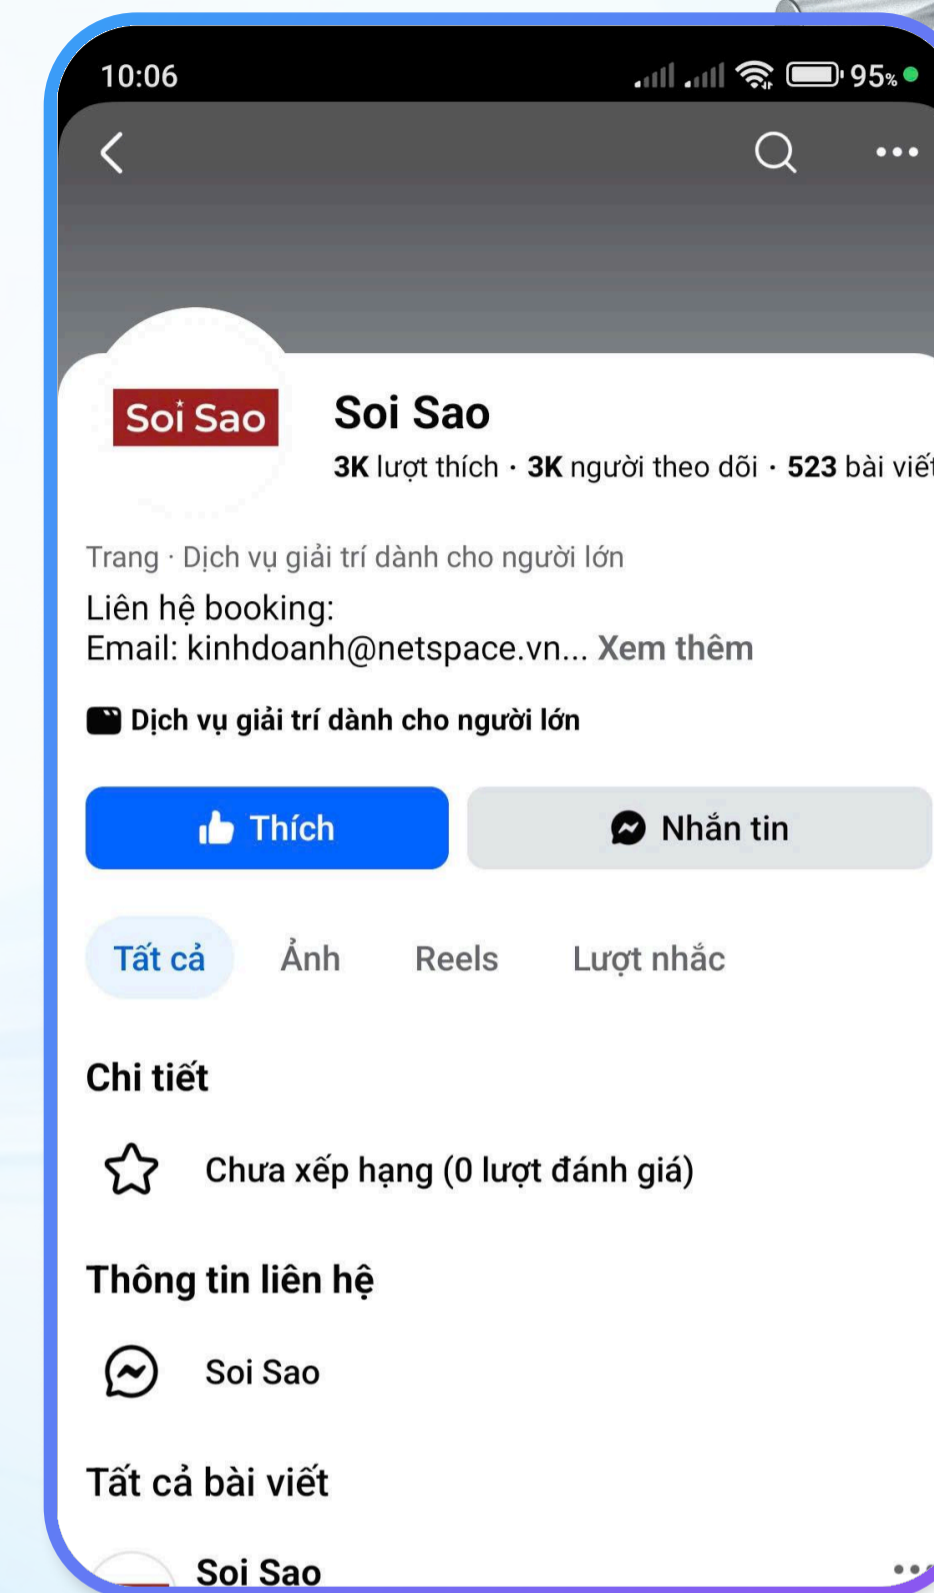 10:06
95%
Soi Sao
Soi Sao
3K lượt thích · 3K người theo dõi · 523 bài viết
Trang · Dịch vụ giải trí dành cho người lớn
Liên hệ booking:
Email: kinhdoanh@netspace.vn... Xem thêm
Dịch vụ giải trí dành cho người lớn
Thích
Nhắn tin
Tất cả
Ảnh
Reels
Lượt nhắc
Chi tiết
Chưa xếp hạng (0 lượt đánh giá)
Thông tin liên hệ
Soi Sao
Tất cả bài viết
Soi Sao